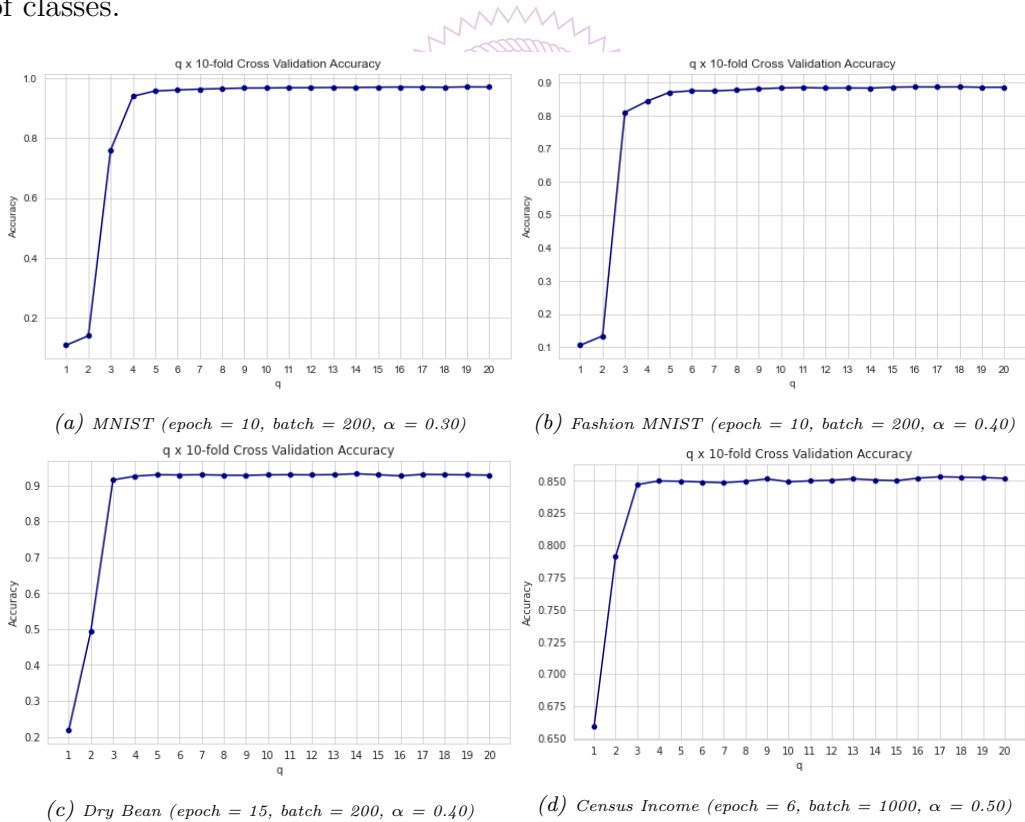 of classes.
q x 10-fold Cross Validation Accuracy
1.0
0.8
0.6
0.4
0.2
Accuracy
1 2 3 4 5 6 7 8 9 10 11 12 13 14 15 16 17 18 19 20
q
(a) MNIST (epoch = 10, batch = 200, α = 0.30)
q x 10-fold Cross Validation Accuracy
0.9
0.8
0.7
0.6
0.5
0.4
0.3
0.2
0.1
Accuracy
1 2 3 4 5 6 7 8 9 10 11 12 13 14 15 16 17 18 19 20
q
(b) Fashion MNIST (epoch = 10, batch = 200, α = 0.40)
q x 10-fold Cross Validation Accuracy
0.9
0.8
0.7
0.6
0.5
0.4
0.3
0.2
Accuracy
1 2 3 4 5 6 7 8 9 10 11 12 13 14 15 16 17 18 19 20
q
(c) Dry Bean (epoch = 15, batch = 200, α = 0.40)
q x 10-fold Cross Validation Accuracy
0.850
0.825
0.800
0.775
0.750
0.725
0.700
0.675
0.650
Accuracy
1 2 3 4 5 6 7 8 9 10 11 12 13 14 15 16 17 18 19 20
q
(d) Census Income (epoch = 6, batch = 1000, α = 0.50)